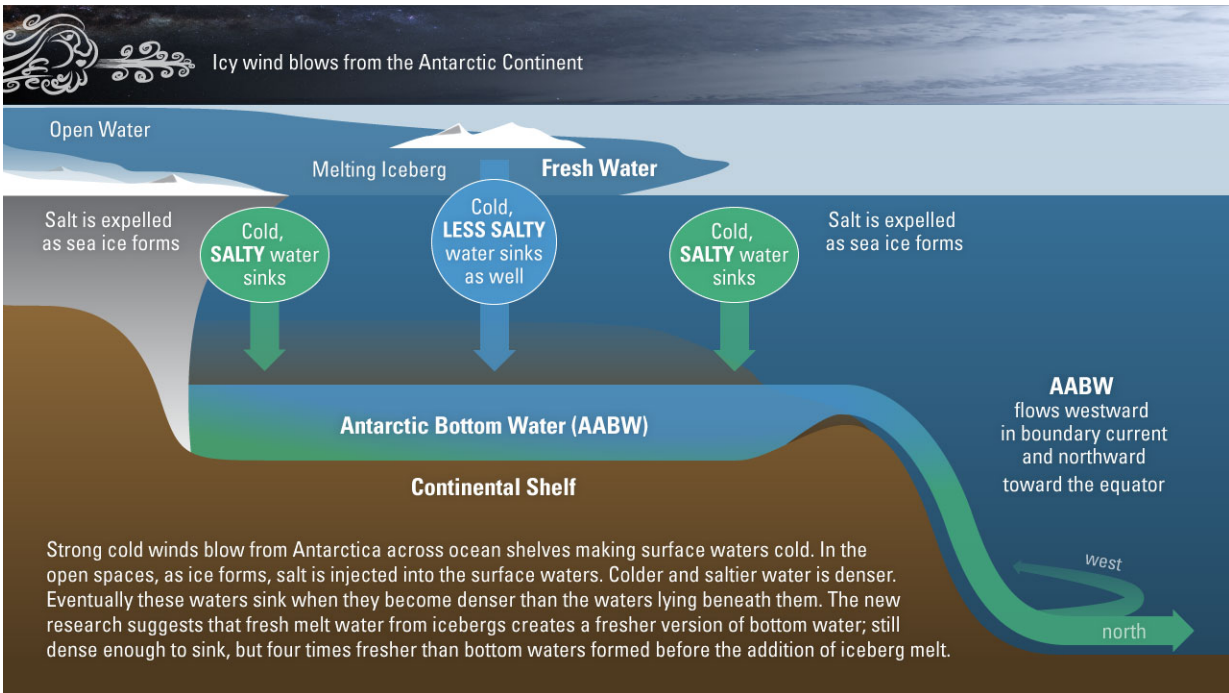 Icy wind blows from the Antarctic Continent
Open Water
Melting Iceberg
Fresh Water
Salt is expelled
as sea ice forms
Cold,
SALTY water
sinks
Cold,
LESS SALTY
water sinks
as well
Cold,
SALTY water
sinks
Salt is expelled
as sea ice forms
Antarctic Bottom Water (AABW)
Continental Shelf
AABW
flows westward
in boundary current
and northward
toward the equator
west
north
Strong cold winds blow from Antarctica across ocean shelves making surface waters cold. In the
open spaces, as ice forms, salt is injected into the surface waters. Colder and saltier water is denser.
Eventually these waters sink when they become denser than the waters lying beneath them. The new
research suggests that fresh melt water from icebergs creates a fresher version of bottom water; still
dense enough to sink, but four times fresher than bottom waters formed before the addition of iceberg melt.